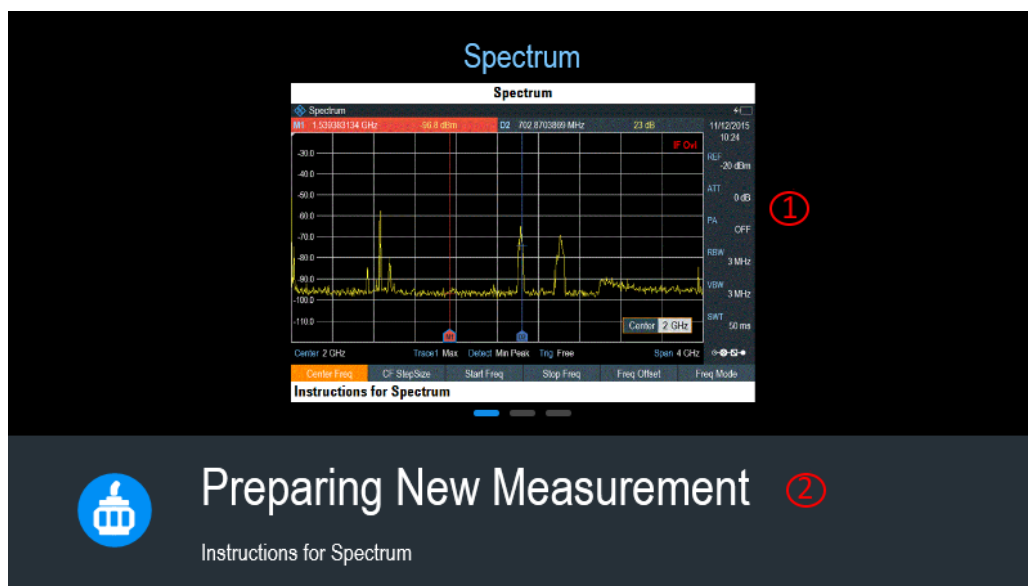 Spectrum
Spectrum
Spectrum
M1 1.539383134 GHz -96.8 dBm D2 702.8703869 MHz 23 dB 11/12/2015
10:24
IF Ovl
REF
-20 dBm
ATT
0 dB
PA
OFF
RBW
3 MHz
VBW
3 MHz
SWT
50 ms
-30.0
-40.0
-50.0
-60.0
-70.0
-80.0
-90.0
-100.0
-110.0
Center 2 GHz
M1 D2
Center 2 GHz Trace1 Max Detect Min Peak Trig Free Span 4 GHz
Center Freq CF StepSize Start Freq Stop Freq Freq Offset Freq Mode
Instructions for Spectrum
①
Preparing New Measurement ②
Instructions for Spectrum